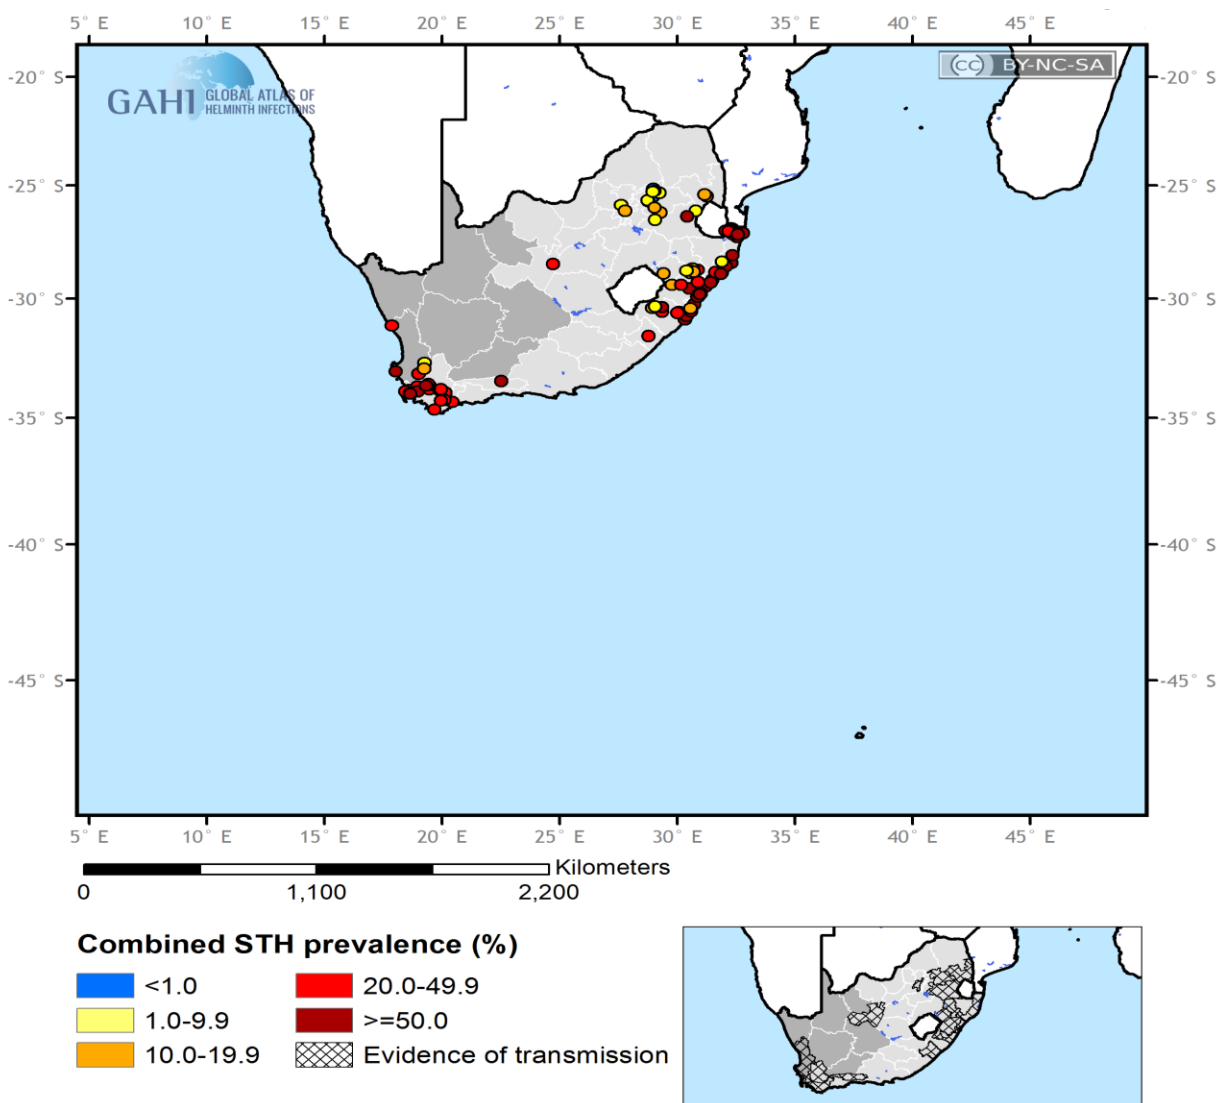 5° E 10° E 15° E 20° E 25° E 30° E 35° E 40° E 45° E
-20° S -20° S
GAHI GLOBAL ATLAS OF
HELMINTH INFECTIONS
(cc) BY-NC-SA
-25° S -25° S
-30° S -30° S
-35° S -35° S
-40° S -40° S
-45° S -45° S
5° E 10° E 15° E 20° E 25° E 30° E 35° E 40° E 45° E
Kilometers
0 1,100 2,200
Combined STH prevalence (%)
<1.0 20.0-49.9
1.0-9.9 >=50.0
10.0-19.9 Evidence of transmission